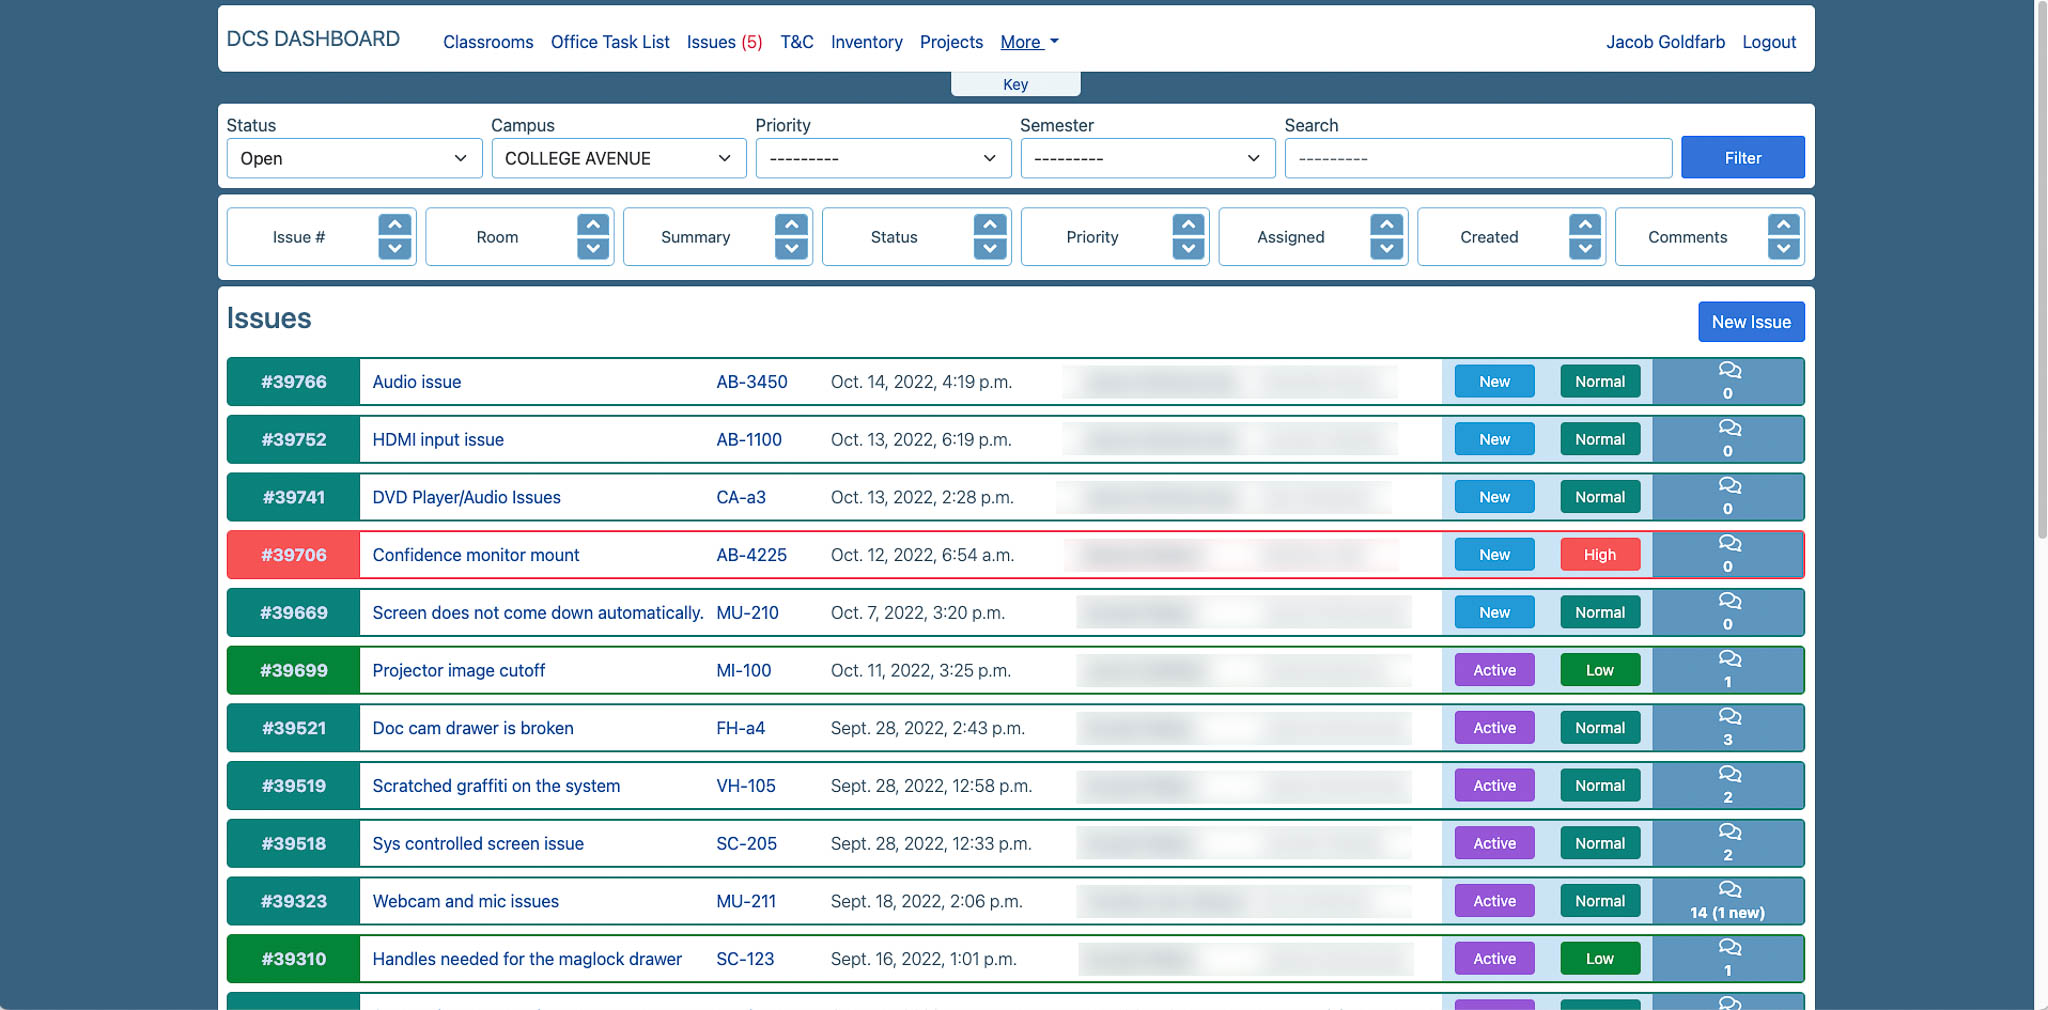 DCS DASHBOARD Classrooms Office Task List Issues (5) T&C Inventory Projects More Jacob Goldfarb Logout
Key
Status Campus Priority Semester Search
Open COLLEGE AVENUE --------- --------- --------- Filter
Issue # Room Summary Status Priority Assigned Created Comments
Issues New Issue
#39766 Audio issue AB-3450 Oct. 14, 2022, 4:19 p.m. New Normal 0
#39752 HDMI input issue AB-1100 Oct. 13, 2022, 6:19 p.m. New Normal 0
#39741 DVD Player/Audio Issues CA-a3 Oct. 13, 2022, 2:28 p.m. New Normal 0
#39706 Confidence monitor mount AB-4225 Oct. 12, 2022, 6:54 a.m. New High 0
#39669 Screen does not come down automatically. MU-210 Oct. 7, 2022, 3:20 p.m. New Normal 0
#39699 Projector image cutoff MI-100 Oct. 11, 2022, 3:25 p.m. Active Low 1
#39521 Doc cam drawer is broken FH-a4 Sept. 28, 2022, 2:43 p.m. Active Normal 3
#39519 Scratched graffiti on the system VH-105 Sept. 28, 2022, 12:58 p.m. Active Normal 2
#39518 Sys controlled screen issue SC-205 Sept. 28, 2022, 12:33 p.m. Active Normal 2
#39323 Webcam and mic issues MU-211 Sept. 18, 2022, 2:06 p.m. Active Normal 14 (1 new)
#39310 Handles needed for the maglock drawer SC-123 Sept. 16, 2022, 1:01 p.m. Active Low 1